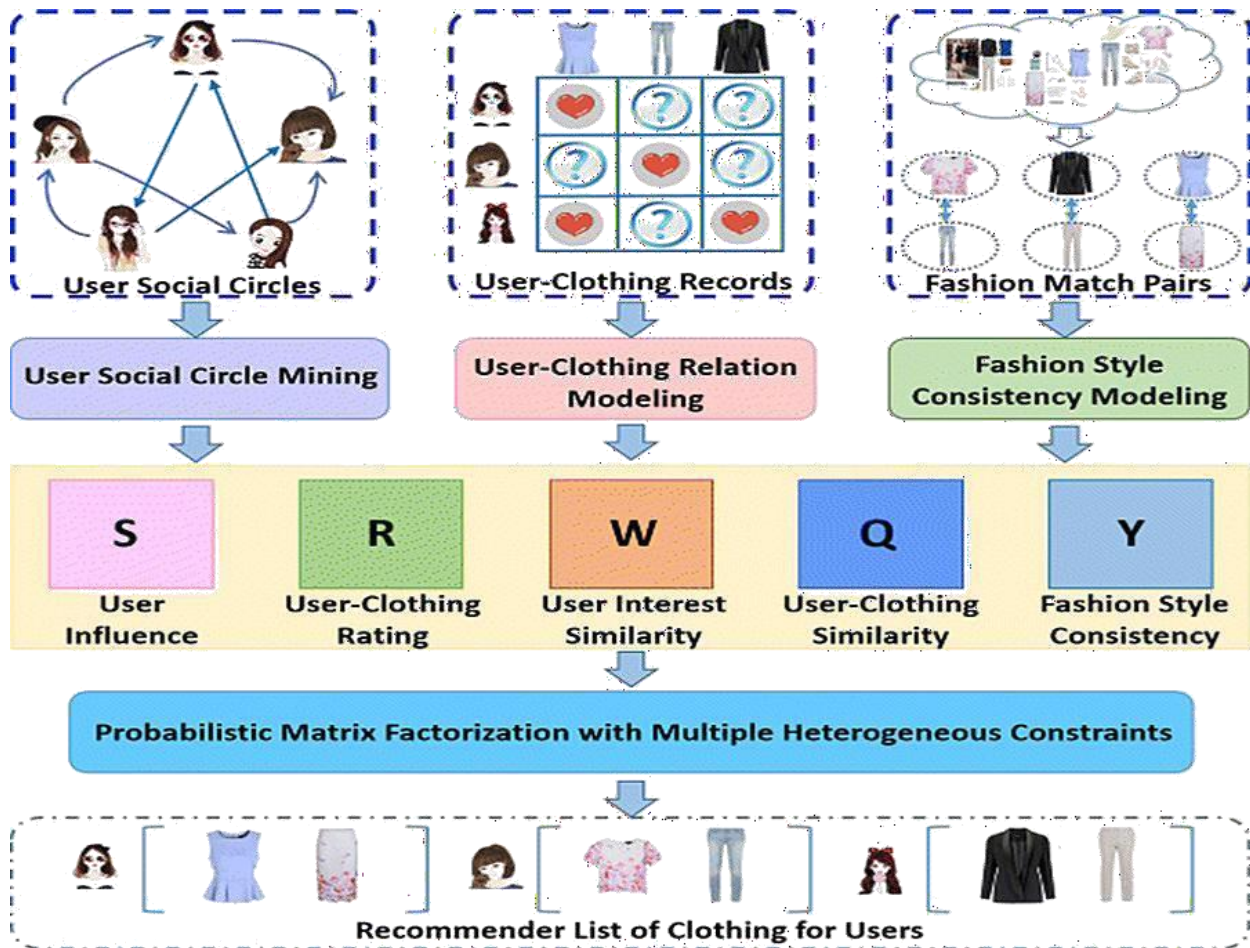 User Social Circles
User-Clothing Records
Fashion Match Pairs
User Social Circle Mining
User-Clothing Relation
Modeling
Fashion Style
Consistency Modeling
S
R
W
Q
Y
User
Influence
User-Clothing
Rating
User Interest
Similarity
User-Clothing
Similarity
Fashion Style
Consistency
Probabilistic Matrix Factorization with Multiple Heterogeneous Constraints
Recommender List of Clothing for Users